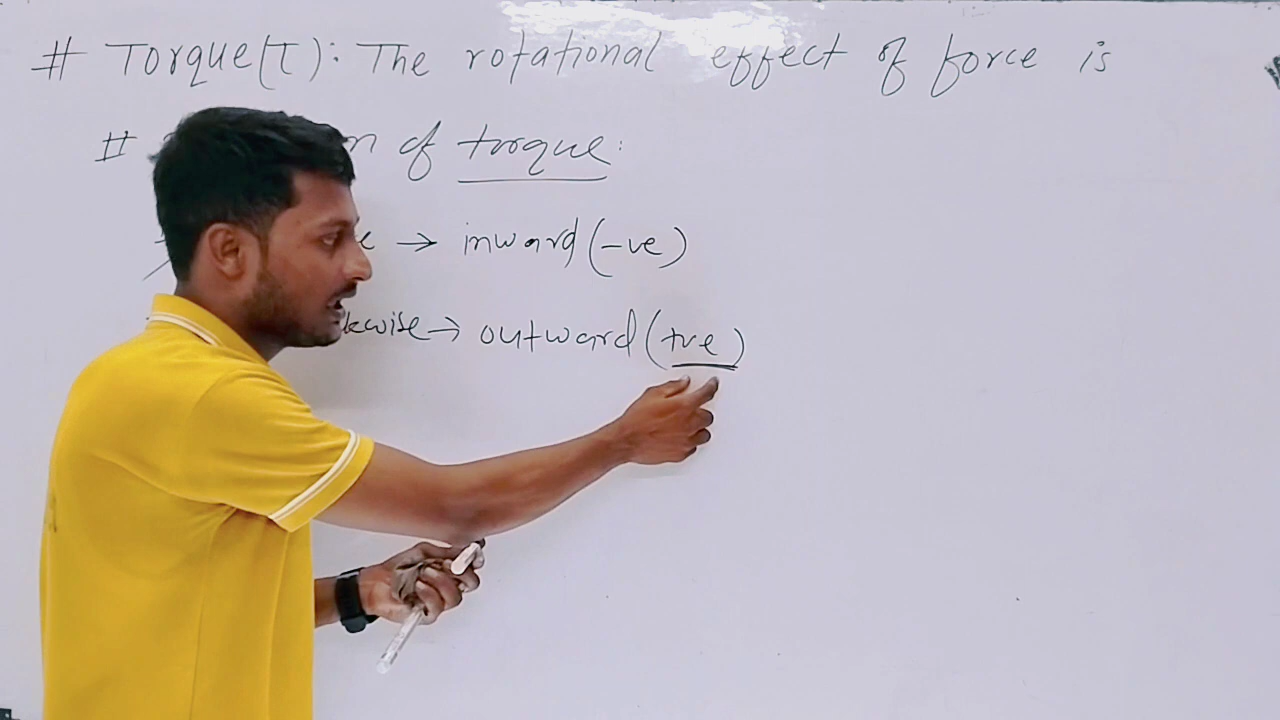 # Torque(τ): The rotational effect of force is
# of torque:
→ inward(-ve)
→ outward(+ve)